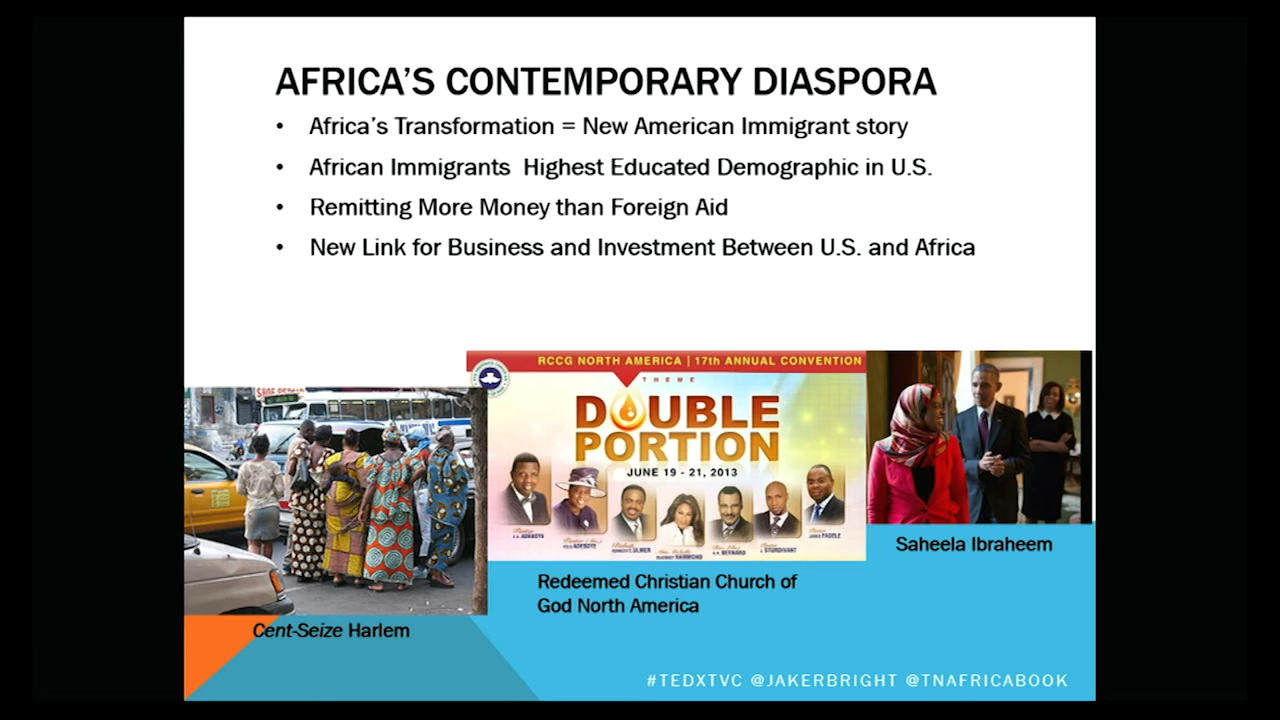 AFRICA'S CONTEMPORARY DIASPORA
• Africa's Transformation = New American Immigrant story
• African Immigrants Highest Educated Demographic in U.S.
• Remitting More Money than Foreign Aid
• New Link for Business and Investment Between U.S. and Africa
RCCG NORTH AMERICA | 17th ANNUAL CONVENTION
THEME
DOUBLE
PORTION
JUNE 19 - 21, 2013
Saheela Ibraheem
Redeemed Christian Church of
God North America
Cent-Seize Harlem
#TEDXTVC @JAKERBRIGHT @TNAFRICABOOK